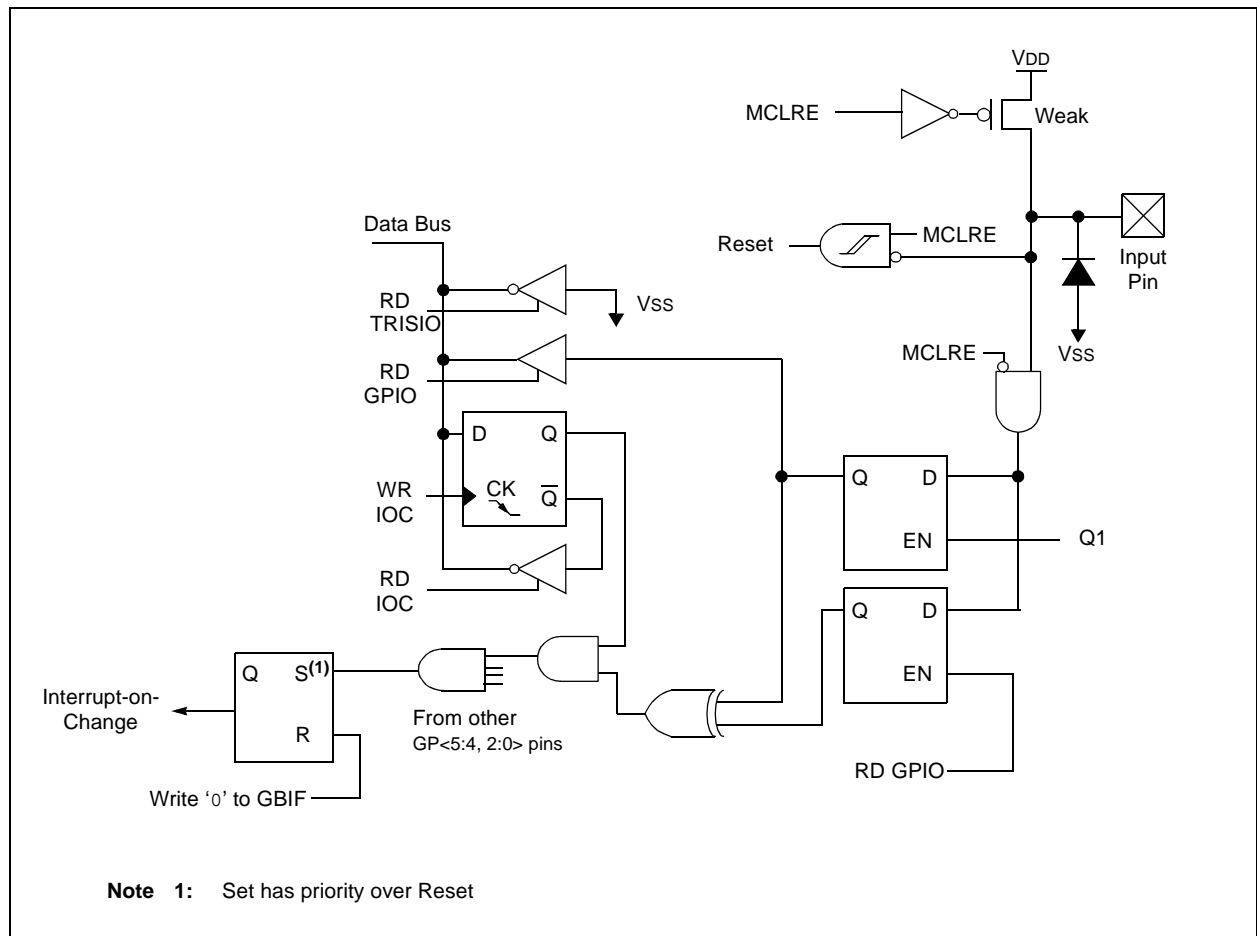 VDD
MCLRE
Weak
Data Bus
Reset
MCLRE
Input
Pin
RD
TRISIO
VSS
VSS
RD
GPIO
MCLRE
D Q
WR
IOC
CK
Q
Q D
EN
Q1
RD
IOC
Q D
EN
Q S(1)
R
Interrupt-on-
Change
From other
GP<5:4, 2:0> pins
RD GPIO
Write ‘0’ to GBIF
Note 1: Set has priority over Reset